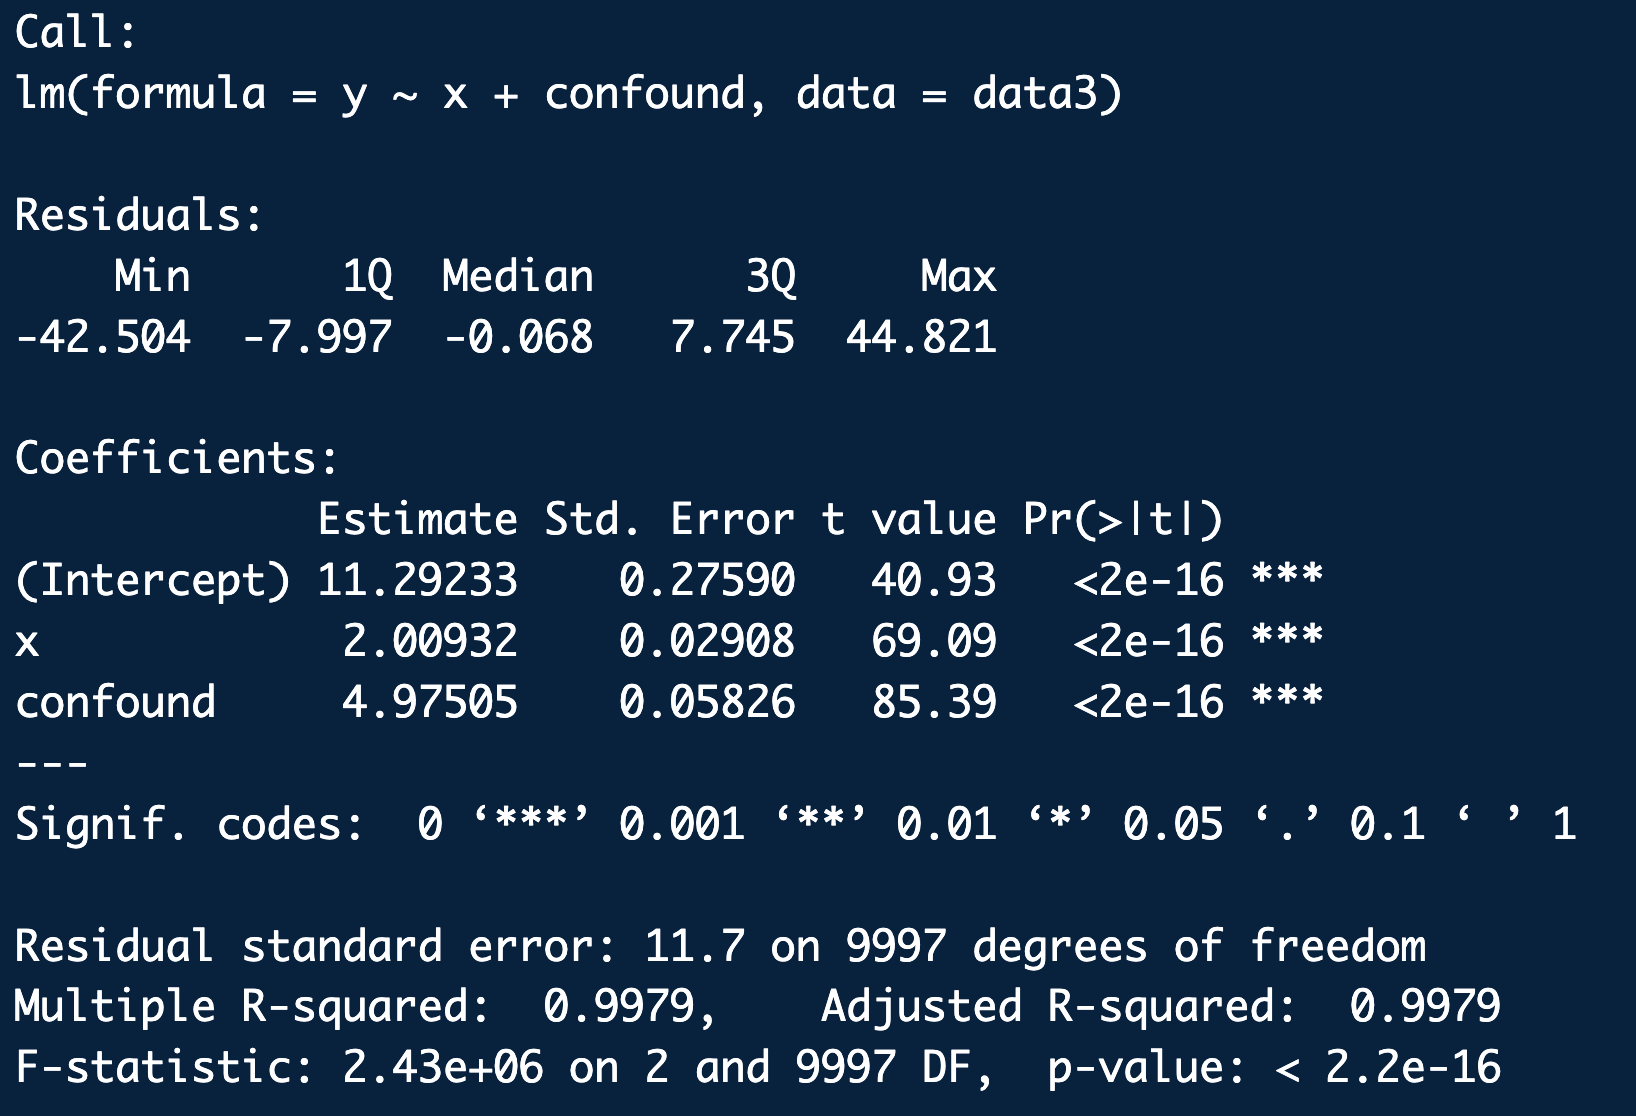 Call:
lm(formula = y ~ x + confound, data = data3)

Residuals:
    Min      1Q  Median      3Q     Max
-42.504  -7.997  -0.068   7.745  44.821

Coefficients:
            Estimate Std. Error t value Pr(>|t|)
(Intercept) 11.29233    0.27590   40.93   <2e-16 ***
x            2.00932    0.02908   69.09   <2e-16 ***
confound     4.97505    0.05826   85.39   <2e-16 ***
---
Signif. codes:  0 ‘***’ 0.001 ‘**’ 0.01 ‘*’ 0.05 ‘.’ 0.1 ‘ ’ 1

Residual standard error: 11.7 on 9997 degrees of freedom
Multiple R-squared:  0.9979,    Adjusted R-squared:  0.9979
F-statistic: 2.43e+06 on 2 and 9997 DF,  p-value: < 2.2e-16